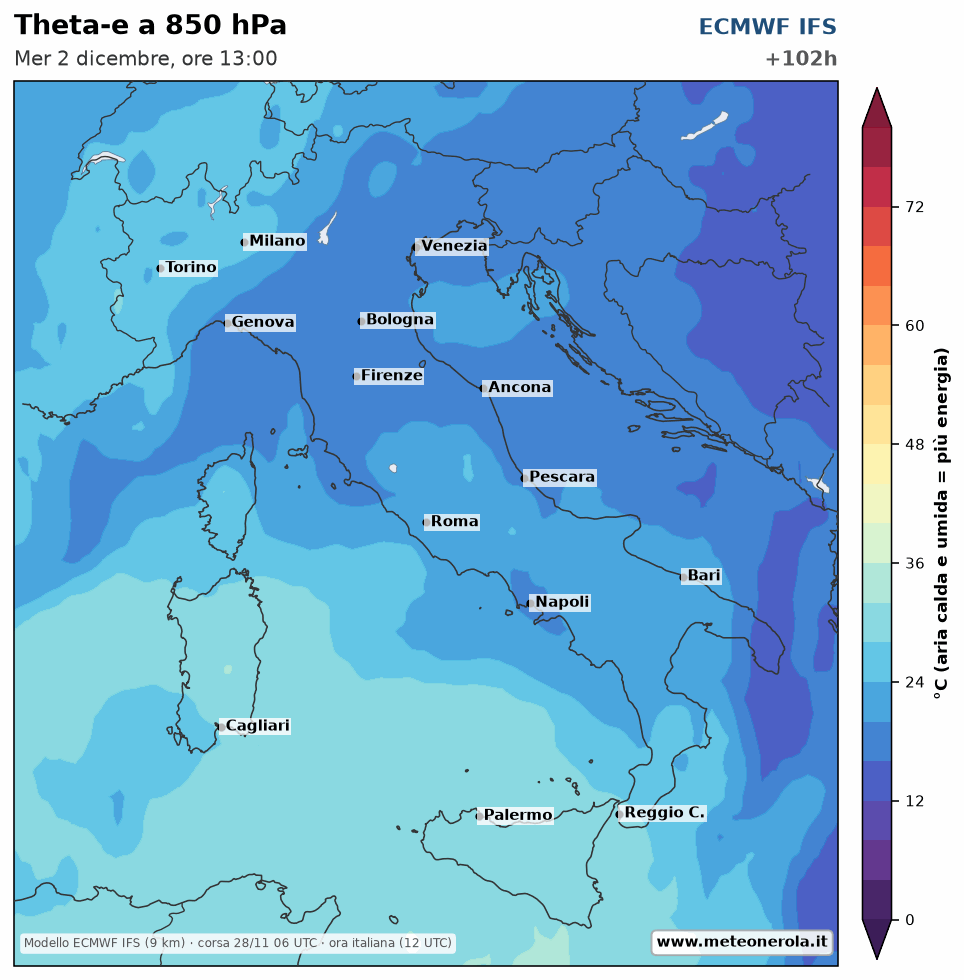 Theta-e a 850 hPa
ECMWF IFS
Mer 2 dicembre, ore 13:00
+102h
Milano
Venezia
Torino
Genova
Bologna
Firenze
Ancona
Pescara
Roma
Bari
Napoli
Cagliari
Palermo
Reggio C.
72
60
48
36
24
12
0
°C (aria calda e umida = più energia)
Modello ECMWF IFS (9 km) · corsa 28/11 06 UTC · ora italiana (12 UTC)
www.meteonerola.it